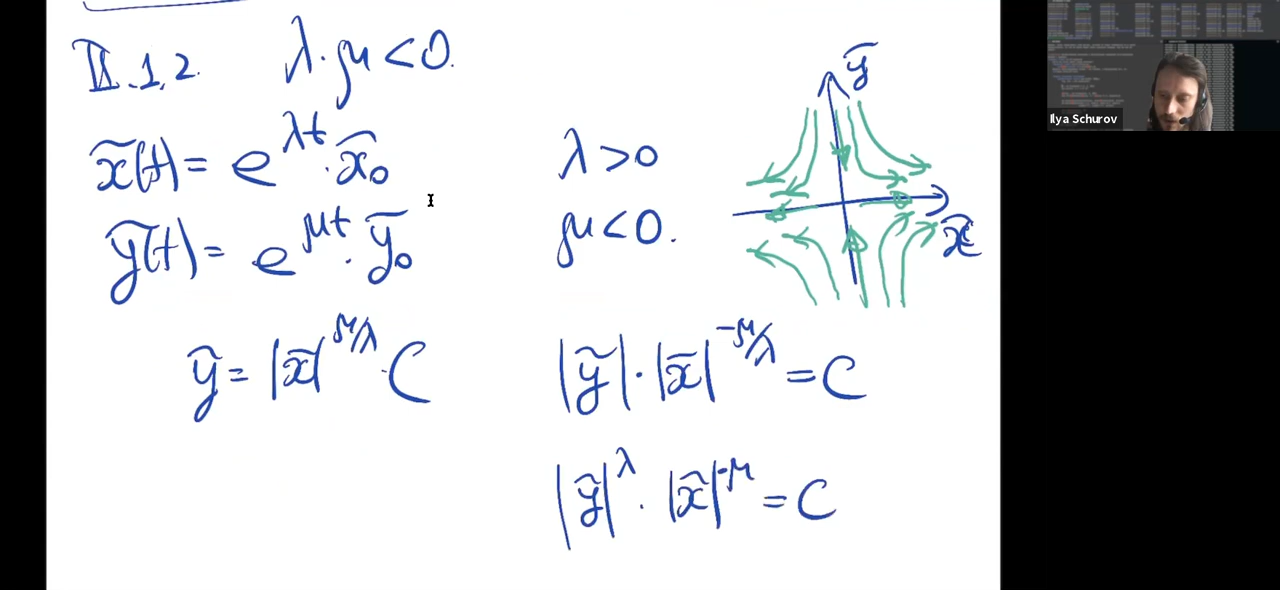 II.1,2. λ·μ<0.
x̃(t)= e^{λt}·x̃₀
ỹ(t)= e^{μt}·ỹ₀
ỹ= |x̃|^{μ/λ}·C
λ>0
μ<0.
ỹ
x̃
|ỹ|·|x̃|^{-μ/λ}=C
|ỹ|^λ·|x̃|^{-μ}=C
Ilya Schurov